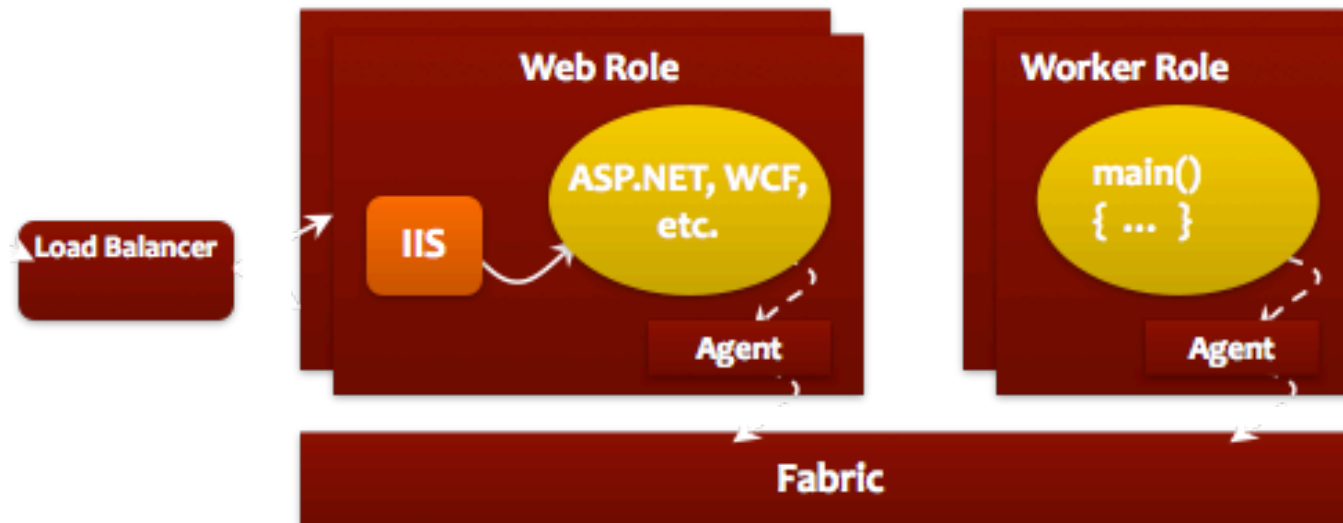 Web Role
Worker Role
ASP.NET, WCF,
etc.
main()
{ ... }
Load Balancer
IIS
Agent
Agent
Fabric